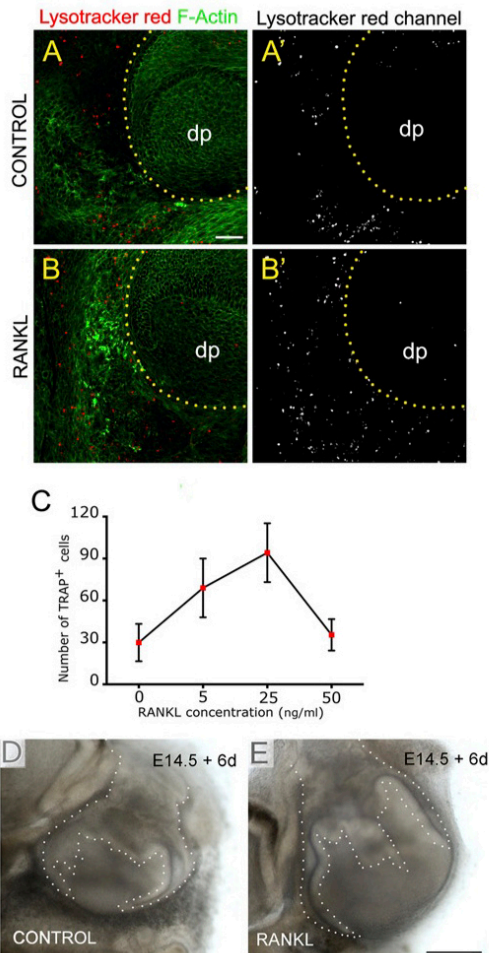 Lysotracker red F-Actin Lysotracker red channel
A
A'
CONTROL
dp
dp
B
B'
RANKL
dp
dp
C
Number of TRAP+ cells
120
90
60
30
0
0 5 25 50
RANKL concentration (ng/ml)
D
E14.5 + 6d
CONTROL
E
E14.5 + 6d
RANKL